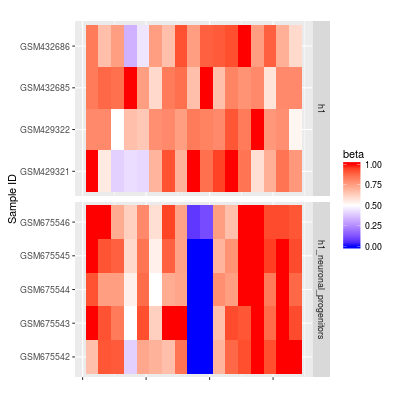 GSM432686
GSM432685
GSM429322
GSM429321
h1
GSM675546
GSM675545
GSM675544
GSM675543
GSM675542
h1_neuronal_progenitors
Sample ID
beta
1.00
0.75
0.50
0.25
0.00